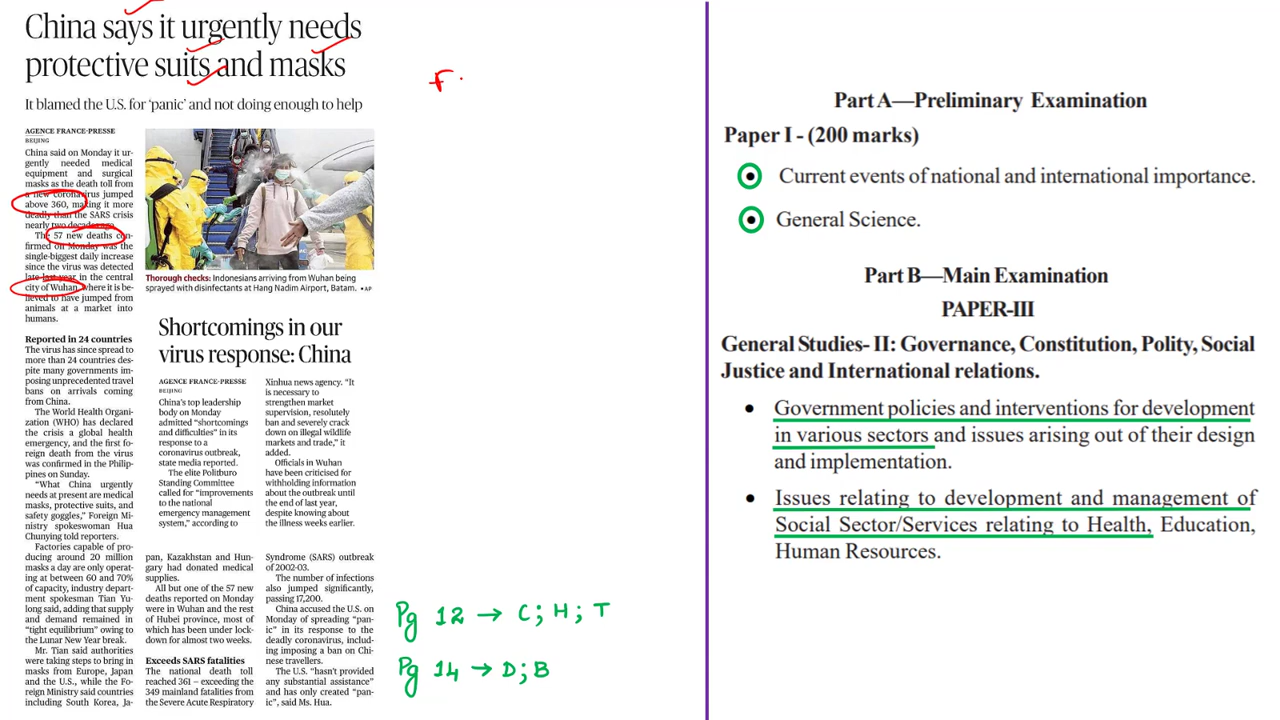 China says it urgently needs
protective suits and masks
It blamed the U.S. for 'panic' and not doing enough to help
AGENCE FRANCE-PRESSE
BEIJING
China said on Monday it ur-
gently needed medical
equipment and surgical
masks as the death toll from
a new coronavirus jumped
above 360, making it more
deadly than the SARS crisis
nearly two decades ago.
The 57 new deaths con-
firmed on Monday was the
single-biggest daily increase
since the virus was detected
late last year in the central
city of Wuhan, where it is be-
lieved to have jumped from
animals at a market into
humans.
Reported in 24 countries
The virus has since spread to
more than 24 countries des-
pite many governments im-
posing unprecedented travel
bans on arrivals coming
from China.
The World Health Organi-
zation (WHO) has declared
the crisis a global health
emergency, and the first fo-
reign death from the virus
was confirmed in the Philip-
pines on Sunday.
"What China urgently
needs at present are medical
masks, protective suits, and
safety goggles," Foreign Mi-
nistry spokeswoman Hua
Chunying told reporters.
Factories capable of pro-
ducing around 20 million
masks a day are only operat-
ing at between 60 and 70%
of capacity, industry depart-
ment spokesman Tian Yu-
long said, adding that supply
and demand remained in
"tight equilibrium" owing to
the Lunar New Year break.
Mr. Tian said authorities
were taking steps to bring in
masks from Europe, Japan
and the U.S., while the Fo-
reign Ministry said countries
including South Korea, Ja-
Thorough checks: Indonesians arriving from Wuhan being
sprayed with disinfectants at Hang Nadim Airport, Batam. •AP
Shortcomings in our
virus response: China
AGENCE FRANCE-PRESSE
BEIJING
China's top leadership
body on Monday
admitted "shortcomings
and difficulties" in its
response to a
coronavirus outbreak,
state media reported.
The elite Politburo
Standing Committee
called for "improvements
to the national
emergency management
system," according to
Xinhua news agency. "It
is necessary to
strengthen market
supervision, resolutely
ban and severely crack
down on illegal wildlife
markets and trade," it
added.
Officials in Wuhan
have been criticised for
withholding information
about the outbreak until
the end of last year,
despite knowing about
the illness weeks earlier.
pan, Kazakhstan and Hun-
gary had donated medical
supplies.
All but one of the 57 new
deaths reported on Monday
were in Wuhan and the rest
of Hubei province, most of
which has been under lock-
down for almost two weeks.
Exceeds SARS fatalities
The national death toll
reached 361 – exceeding the
349 mainland fatalities from
the Severe Acute Respiratory
Syndrome (SARS) outbreak
of 2002-03.
The number of infections
also jumped significantly,
passing 17,200.
China accused the U.S. on
Monday of spreading "pan-
ic" in its response to the
deadly coronavirus, includ-
ing imposing a ban on Chi-
nese travellers.
The U.S. "hasn't provided
any substantial assistance"
and has only created "pan-
ic", said Ms. Hua.
Pg 12 → C; H; T
Pg 14 → D; B
Part A—Preliminary Examination
Paper I - (200 marks)
Current events of national and international importance.
General Science.
Part B—Main Examination
PAPER-III
General Studies- II: Governance, Constitution, Polity, Social
Justice and International relations.
• Government policies and interventions for development
in various sectors and issues arising out of their design
and implementation.
• Issues relating to development and management of
Social Sector/Services relating to Health, Education,
Human Resources.